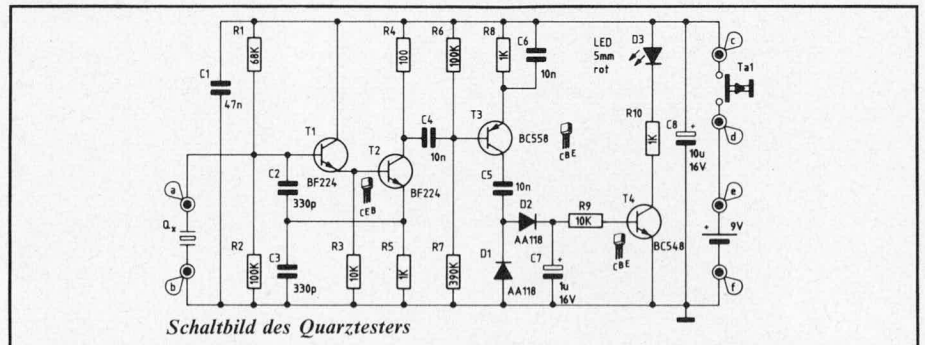 R1
68K
C1
47n
T1
BF224
C2
330p
R2
100K
C3
330p
a
Qx
b
R3
10K
CEB
T2
BF224
R4
100
R5
1K
C4
10n
R6
100K
R7
390K
T3
BC558
R8
1K
C6
10n
C5
10n
D1
AA118
D2
AA118
C7
+
1u
16V
R9
10K
CBE
CBE
T4
BC548
LED
5mm
rot
D3
R10
1K
C8
+
10u
16V
c
Ta1
d
e
+
9V
f
Schaltbild des Quarztesters